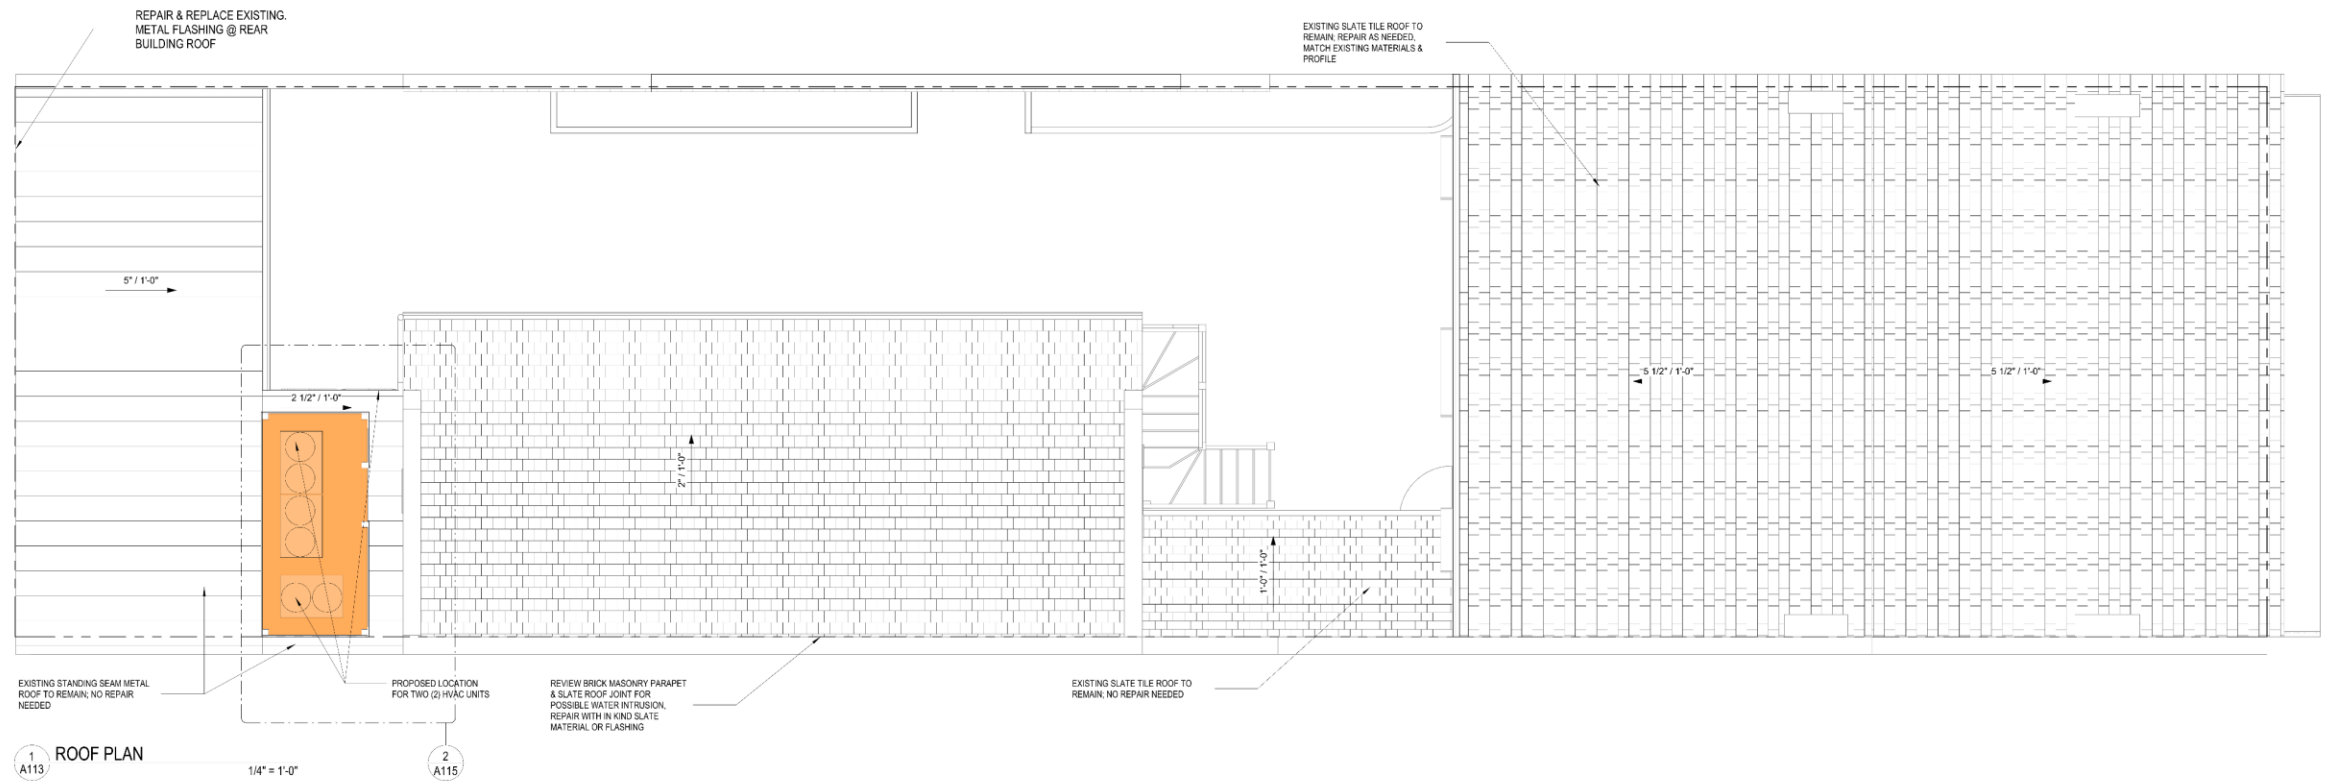 REPAIR & REPLACE EXISTING.
METAL FLASHING @ REAR
BUILDING ROOF
EXISTING SLATE TILE ROOF TO
REMAIN; REPAIR AS NEEDED,
MATCH EXISTING MATERIALS &
PROFILE
5" / 1'-0"
2 1/2" / 1'-0"
2" / 1'-0"
1'-0" / 1'-0"
5 1/2" / 1'-0"
5 1/2" / 1'-0"
EXISTING STANDING SEAM METAL
ROOF TO REMAIN; NO REPAIR
NEEDED
PROPOSED LOCATION
FOR TWO (2) HVAC UNITS
REVIEW BRICK MASONRY PARAPET
& SLATE ROOF JOINT FOR
POSSIBLE WATER INTRUSION,
REPAIR WITH IN KIND SLATE
MATERIAL OR FLASHING
EXISTING SLATE TILE ROOF TO
REMAIN; NO REPAIR NEEDED
1
A113
ROOF PLAN
1/4" = 1'-0"
2
A115